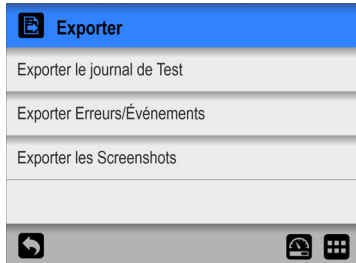 Exporter
Exporter le journal de Test
Exporter Erreurs/Événements
Exporter les Screenshots